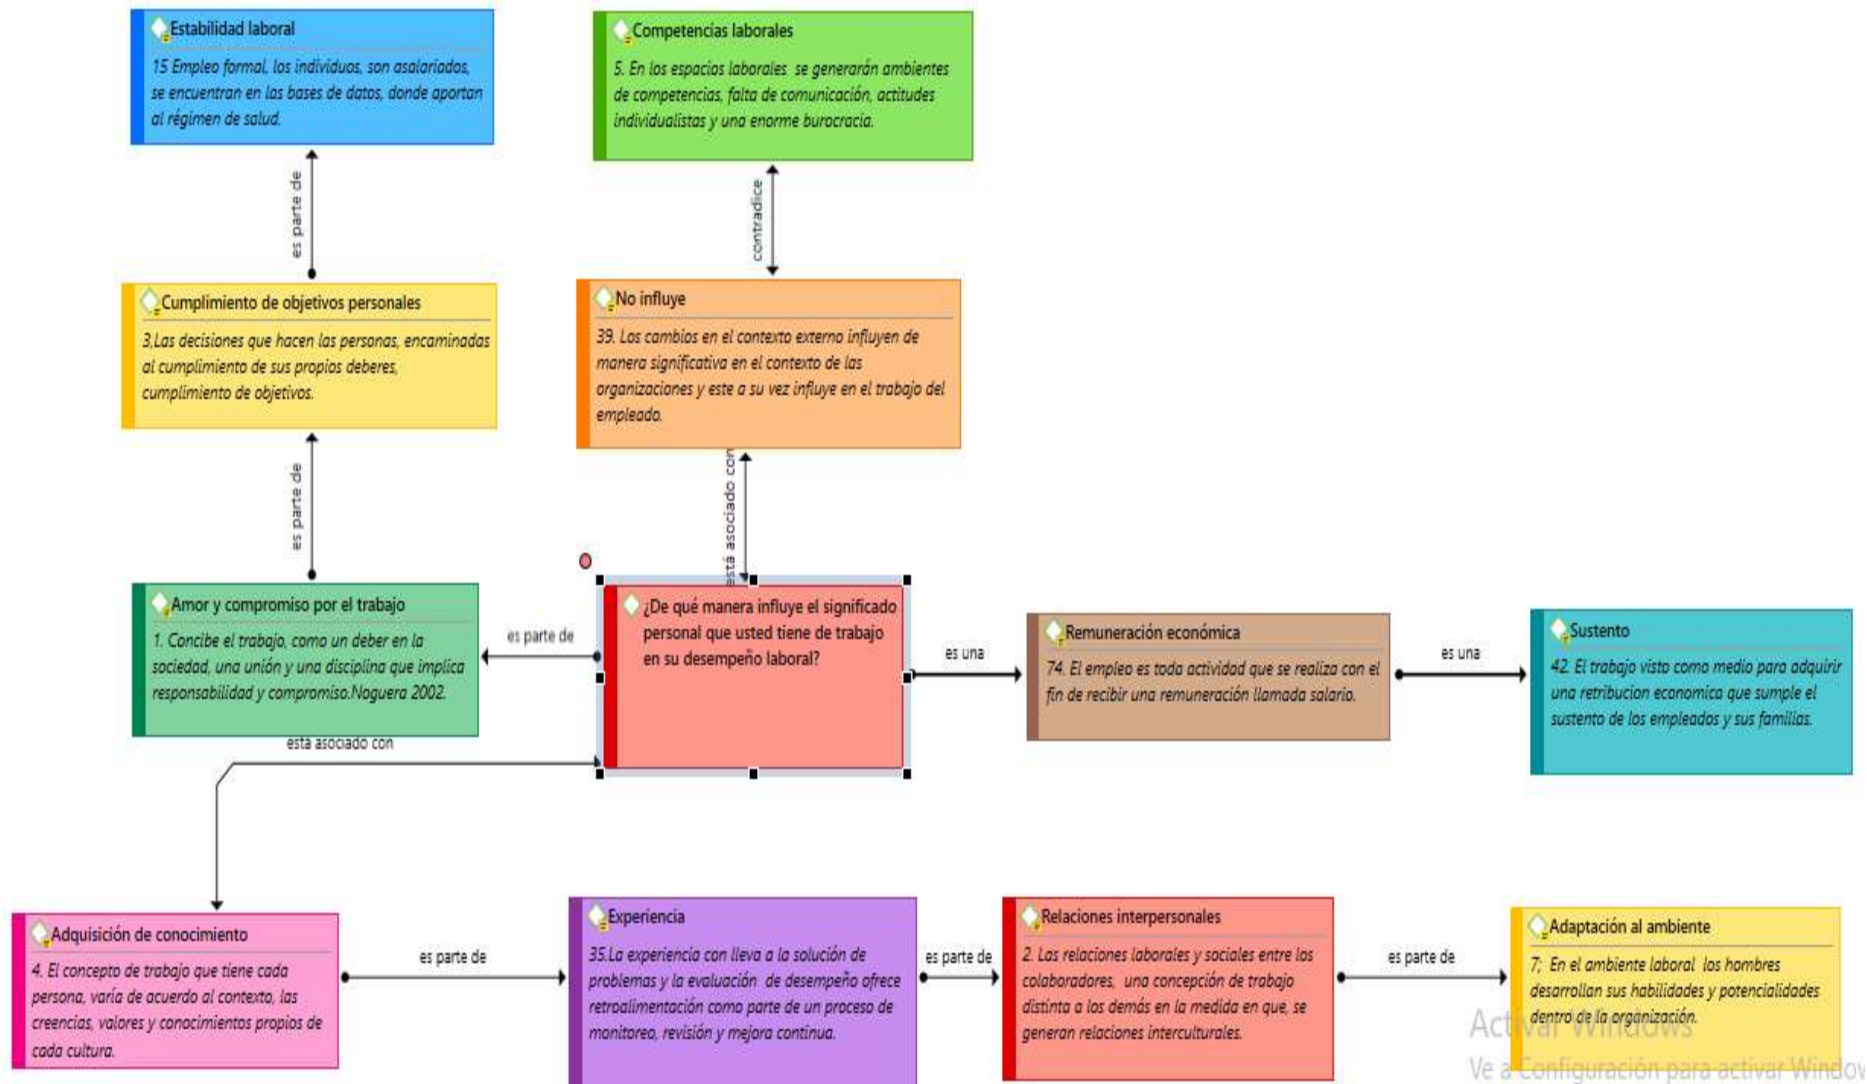 Estabilidad laboral
15 Empleo formal, los individuos, son asalariados,
se encuentran en las bases de datos, donde aportan
al régimen de salud.
Competencias laborales
5. En los espacios laborales se generarán ambientes
de competencias, falta de comunicación, actitudes
individualistas y una enorme burocracia.
es parte de
contradice
Cumplimiento de objetivos personales
3,Las decisiones que hacen las personas, encaminadas
al cumplimiento de sus propios deberes,
cumplimiento de objetivos.
No influye
39. Los cambios en el contexto externo influyen de
manera significativa en el contexto de las
organizaciones y este a su vez influye en el trabajo del
empleado.
es parte de
está asociado con
Amor y compromiso por el trabajo
1. Concibe el trabajo, como un deber en la
sociedad, una unión y una disciplina que implica
responsabilidad y compromiso.Noguera 2002.
es parte de
¿De qué manera influye el significado
personal que usted tiene de trabajo
en su desempeño laboral?
es una
Remuneración económica
74. El empleo es toda actividad que se realiza con el
fin de recibir una remuneración llamada salario.
es una
Sustento
42. El trabajo visto como medio para adquirir
una retribucion economica que sumple el
sustento de los empleados y sus familias.
está asociado con
Adquisición de conocimiento
4. El concepto de trabajo que tiene cada
persona, varía de acuerdo al contexto, las
creencias, valores y conocimientos propios de
cada cultura.
es parte de
Experiencia
35.La experiencia con lleva a la solución de
problemas y la evaluación de desempeño ofrece
retroalimentación como parte de un proceso de
monitoreo, revisión y mejora continua.
es parte de
Relaciones interpersonales
2. Las relaciones laborales y sociales entre los
colaboradores, una concepción de trabajo
distinta a los demás en la medida en que, se
generan relaciones interculturales.
es parte de
Adaptación al ambiente
7; En el ambiente laboral los hombres
desarrollan sus habilidades y potencialidades
dentro de la organización.
Activar Windows
Ve a Configuración para activar Window